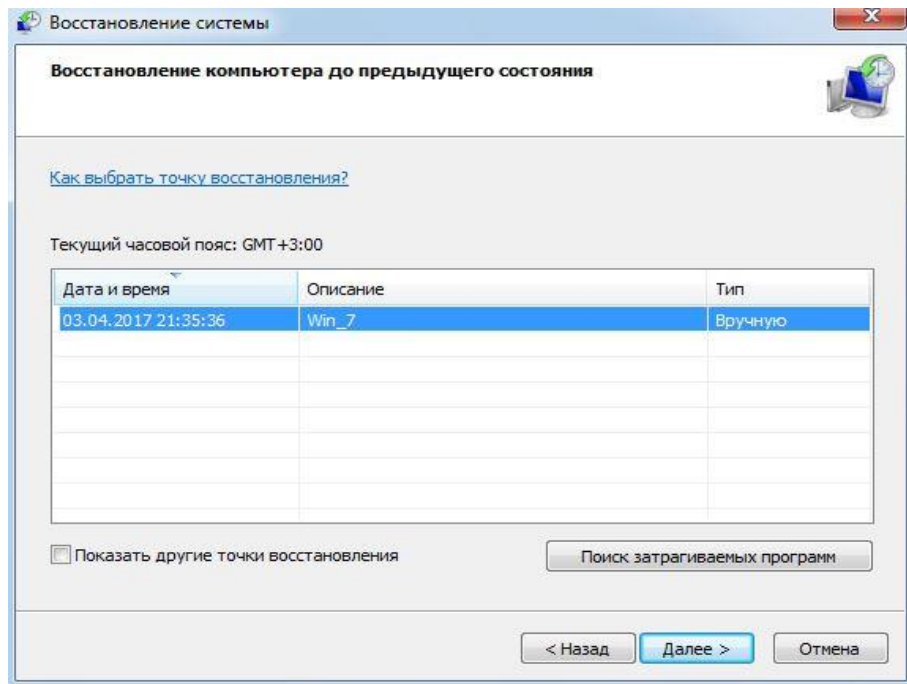 Восстановление системы
Восстановление компьютера до предыдущего состояния
Как выбрать точку восстановления?
Текущий часовой пояс: GMT+3:00
Дата и время Описание Тип
03.04.2017 21:35:36 Win_7 Вручную
Показать другие точки восстановления Поиск затрагиваемых программ
< Назад Далее > Отмена